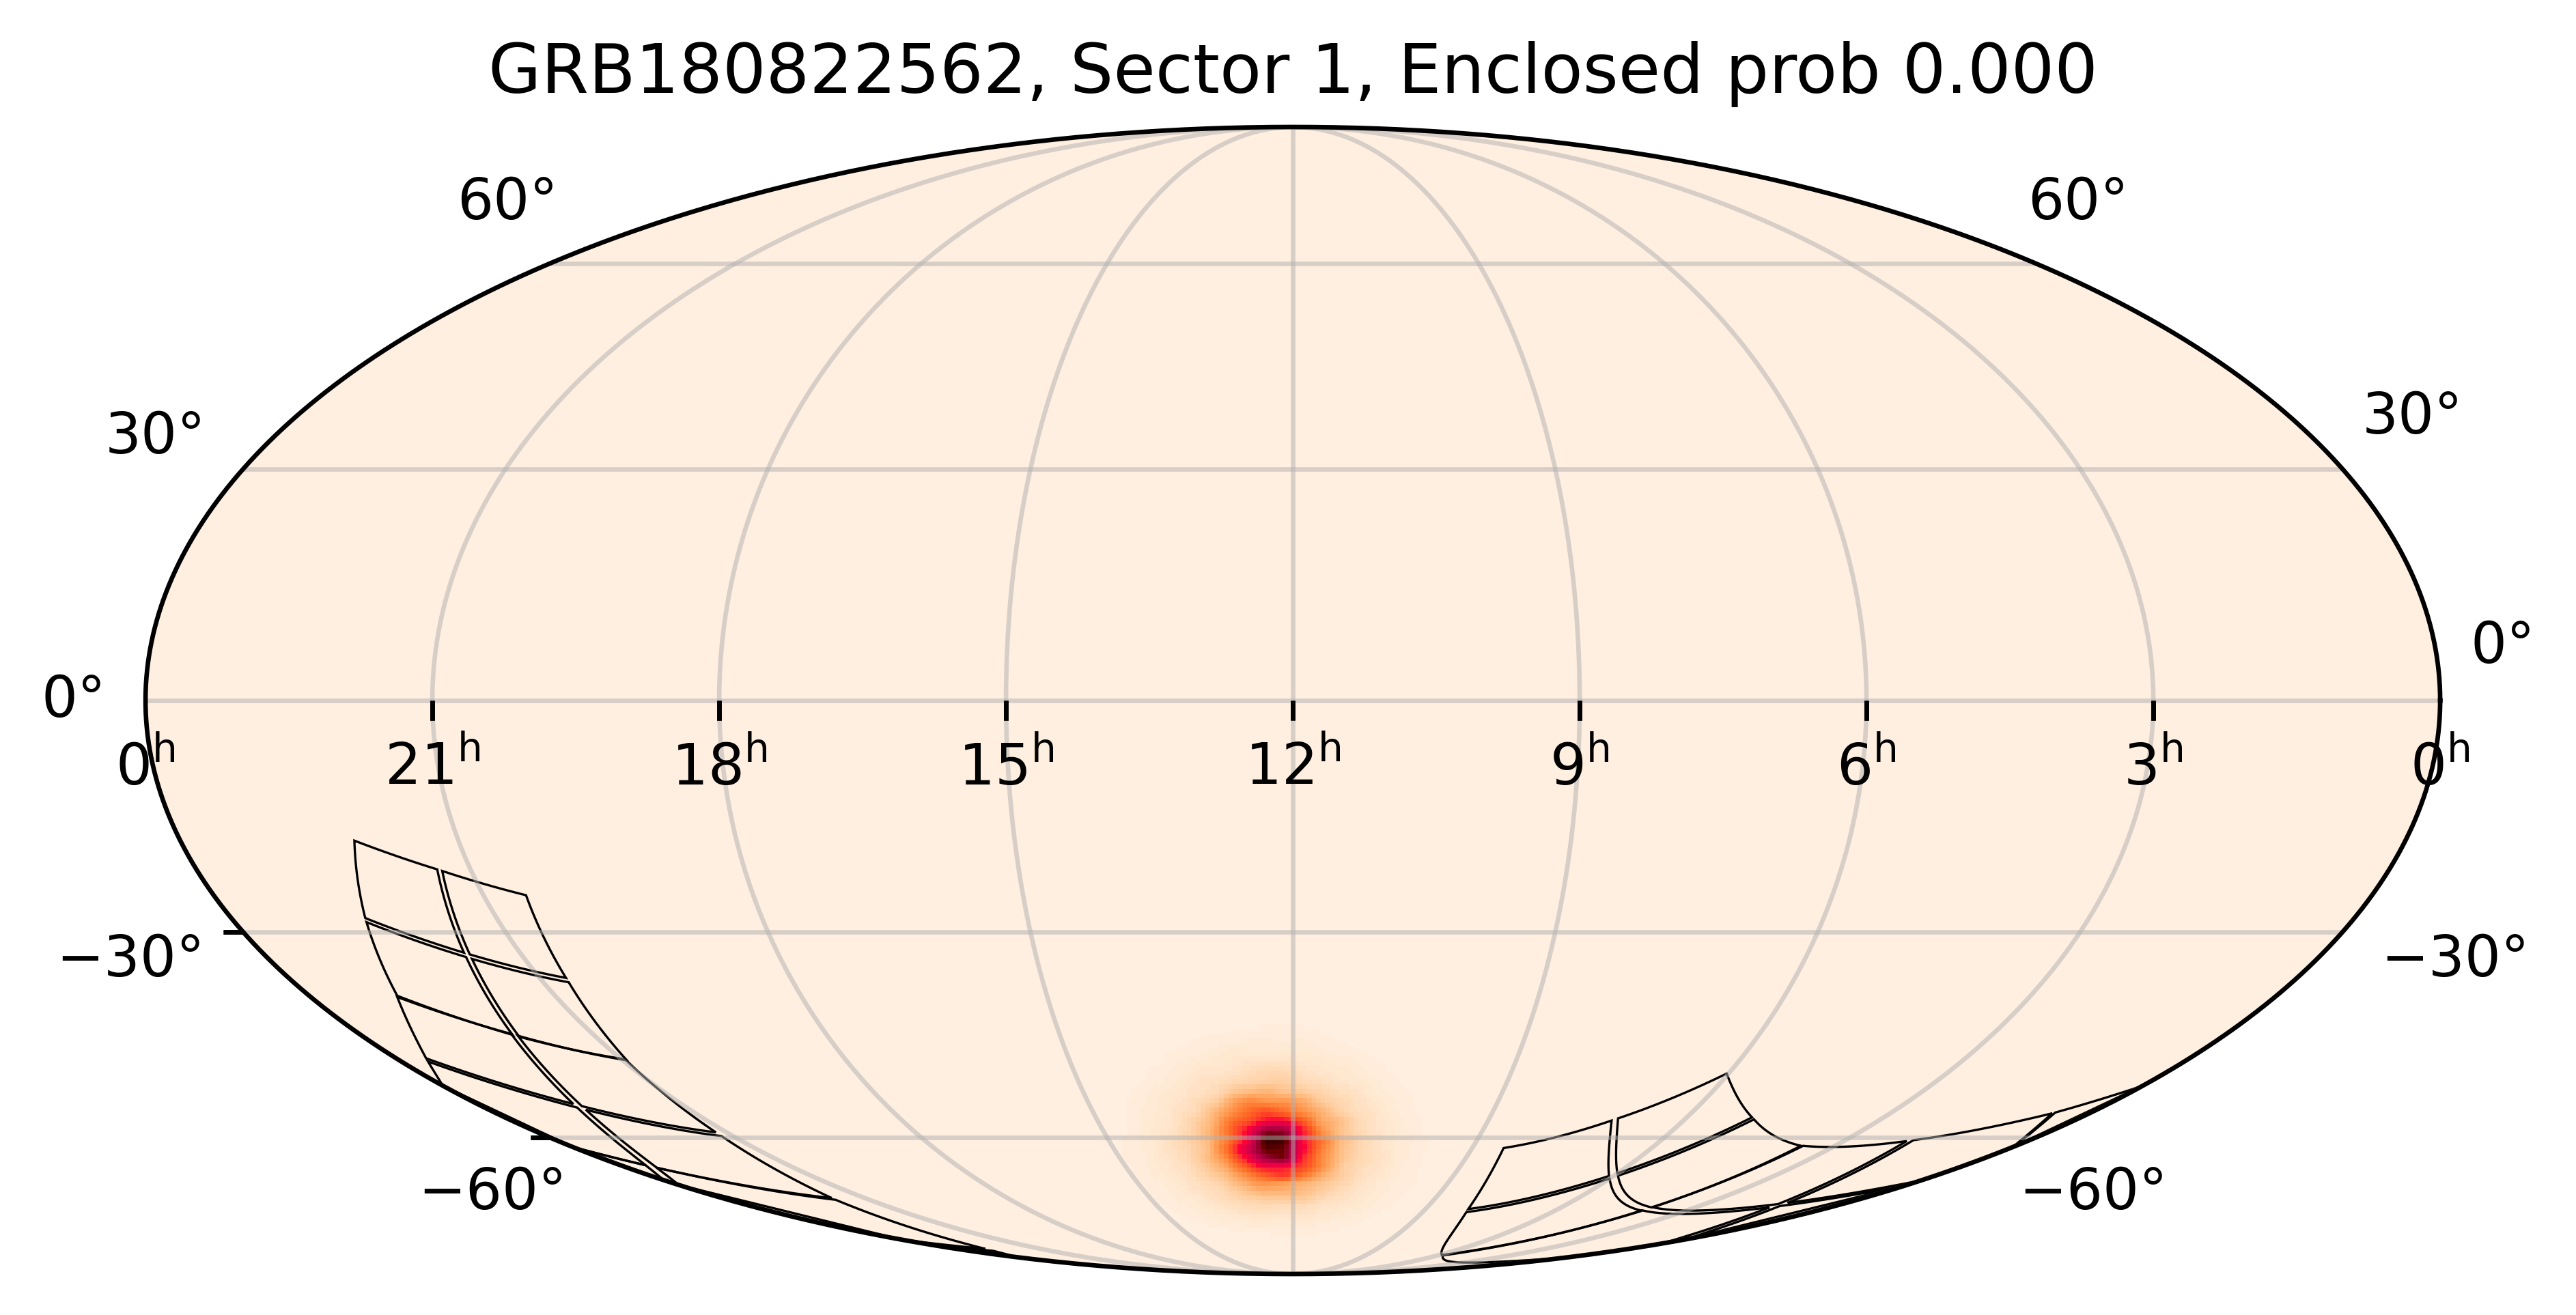 GRB180822562, Sector 1, Enclosed prob 0.000
60° 60°
30° 30°
0° 0°
0ʰ 21ʰ 18ʰ 15ʰ 12ʰ 9ʰ 6ʰ 3ʰ 0ʰ
−30° −30°
−60° −60°